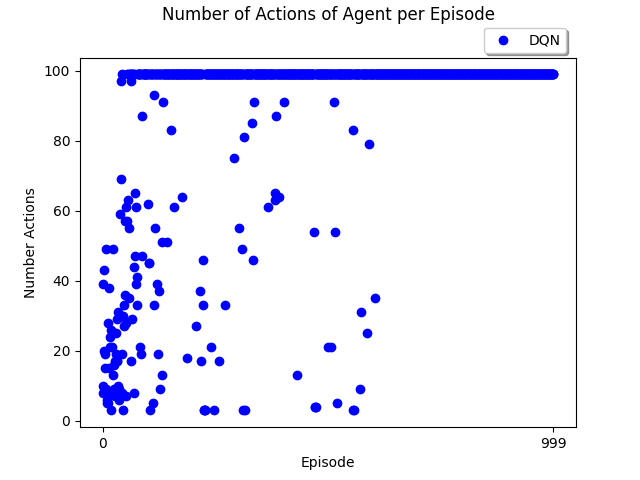 Number of Actions of Agent per Episode
DQN
100
80
60
40
20
0
Number Actions
0
999
Episode